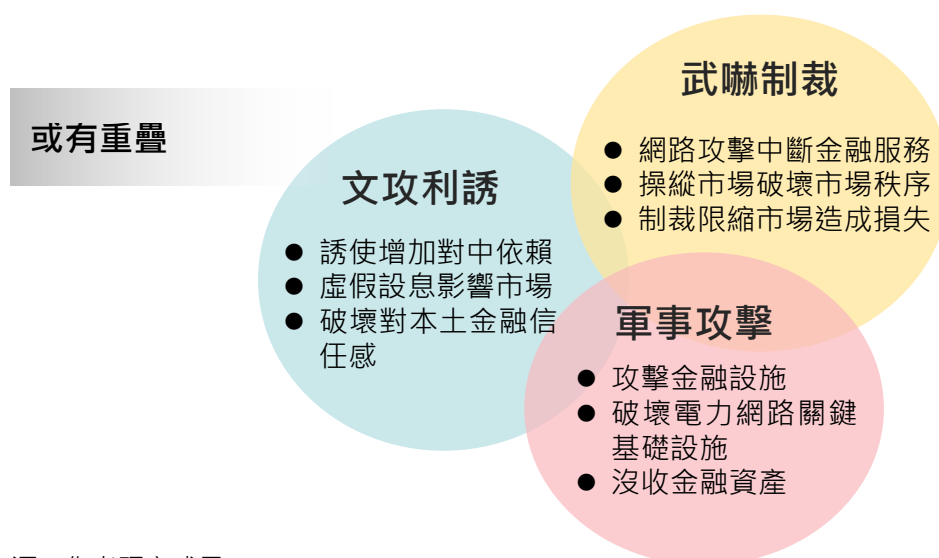 武嚇制裁
● 網路攻擊中斷金融服務
● 操縱市場破壞市場秩序
● 制裁限縮市場造成損失
或有重疊
文攻利誘
● 誘使增加對中依賴
● 虛假設息影響市場
● 破壞對本土金融信
任感
軍事攻擊
● 攻擊金融設施
● 破壞電力網路關鍵
基礎設施
● 沒收金融資產